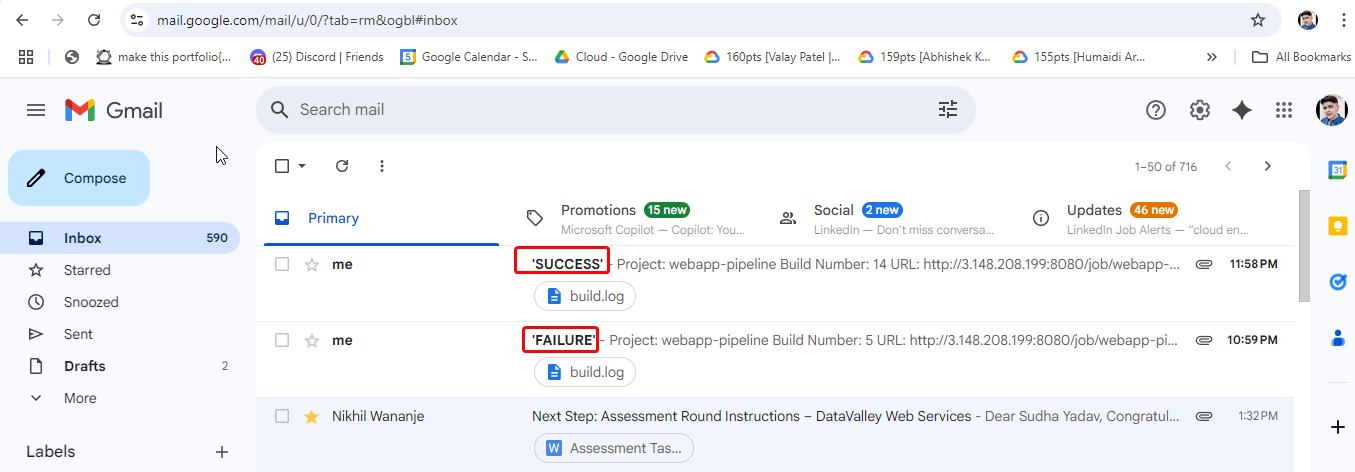 mail.google.com/mail/u/0/?tab=rm&ogbl#inbox
make this portfolio{... 40 (25) Discord | Friends 5 Google Calendar - S... Cloud - Google Drive 160pts [Valay Patel |... 159pts [Abhishek K... 155pts [Humaidi Ar... » All Bookmarks
Gmail
Search mail
31
Compose
1–50 of 716
Primary
Promotions 15 new
Microsoft Copilot — Copilot: You...
Social 2 new
LinkedIn — Don't miss conversa...
Updates 46 new
LinkedIn Job Alerts — “cloud en...
Inbox 590
Starred
Snoozed
Sent
Drafts 2
More
Labels +
me 'SUCCESS' - Project: webapp-pipeline Build Number: 14 URL: http://3.148.208.199:8080/job/webapp-... 11:58 PM
build.log
me 'FAILURE' - Project: webapp-pipeline Build Number: 5 URL: http://3.148.208.199:8080/job/webapp-pi... 10:59 PM
build.log
Nikhil Wananje Next Step: Assessment Round Instructions – DataValley Web Services - Dear Sudha Yadav, Congratul... 1:32 PM
W Assessment Tas...